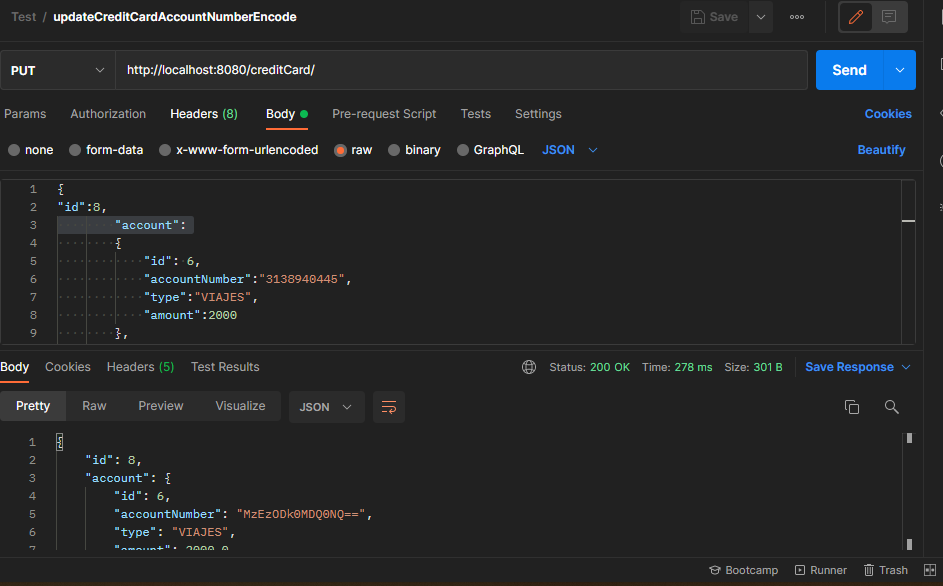 Test / updateCreditCardAccountNumberEncode
Save
PUT http://localhost:8080/creditCard/ Send
Params Authorization Headers (8) Body Pre-request Script Tests Settings Cookies
none form-data x-www-form-urlencoded raw binary GraphQL JSON Beautify
1 {
2 "id":8,
3 "account":
4 {
5 "id": 6,
6 "accountNumber":"3138940445",
7 "type":"VIAJES",
8 "amount":2000
9 },
Body Cookies Headers (5) Test Results Status: 200 OK Time: 278 ms Size: 301 B Save Response
Pretty Raw Preview Visualize JSON
1 {
2 "id": 8,
3 "account": {
4 "id": 6,
5 "accountNumber": "MzEzODk0MDQ0NQ==",
6 "type": "VIAJES",
7 "amount": 2000.0
Bootcamp Runner Trash